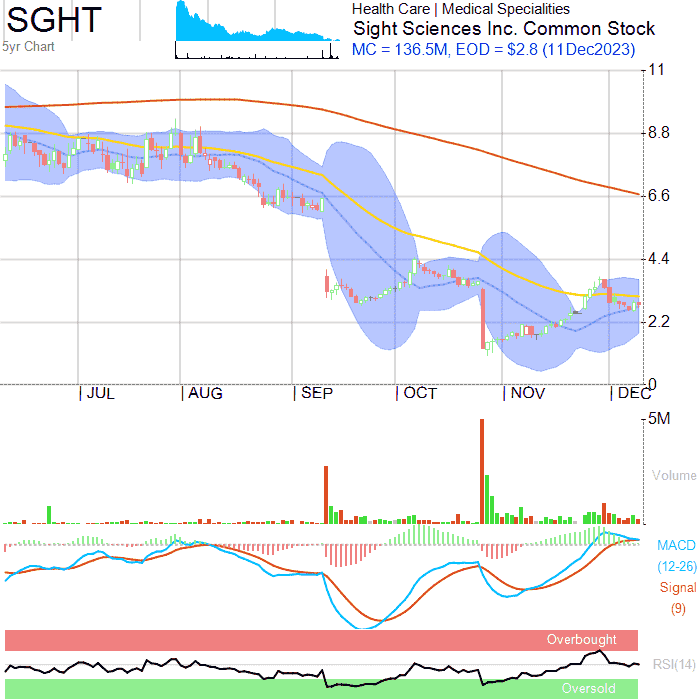 SGHT
5yr Chart
Health Care | Medical Specialities
Sight Sciences Inc. Common Stock
MC = 136.5M, EOD = $2.8 (11Dec2023)
11
8.8
6.6
4.4
2.2
0
| JUL | AUG | SEP | OCT | NOV | DEC
5M
Volume
MACD
(12-26)
Signal
(9)
Overbought
RSI(14)
Oversold